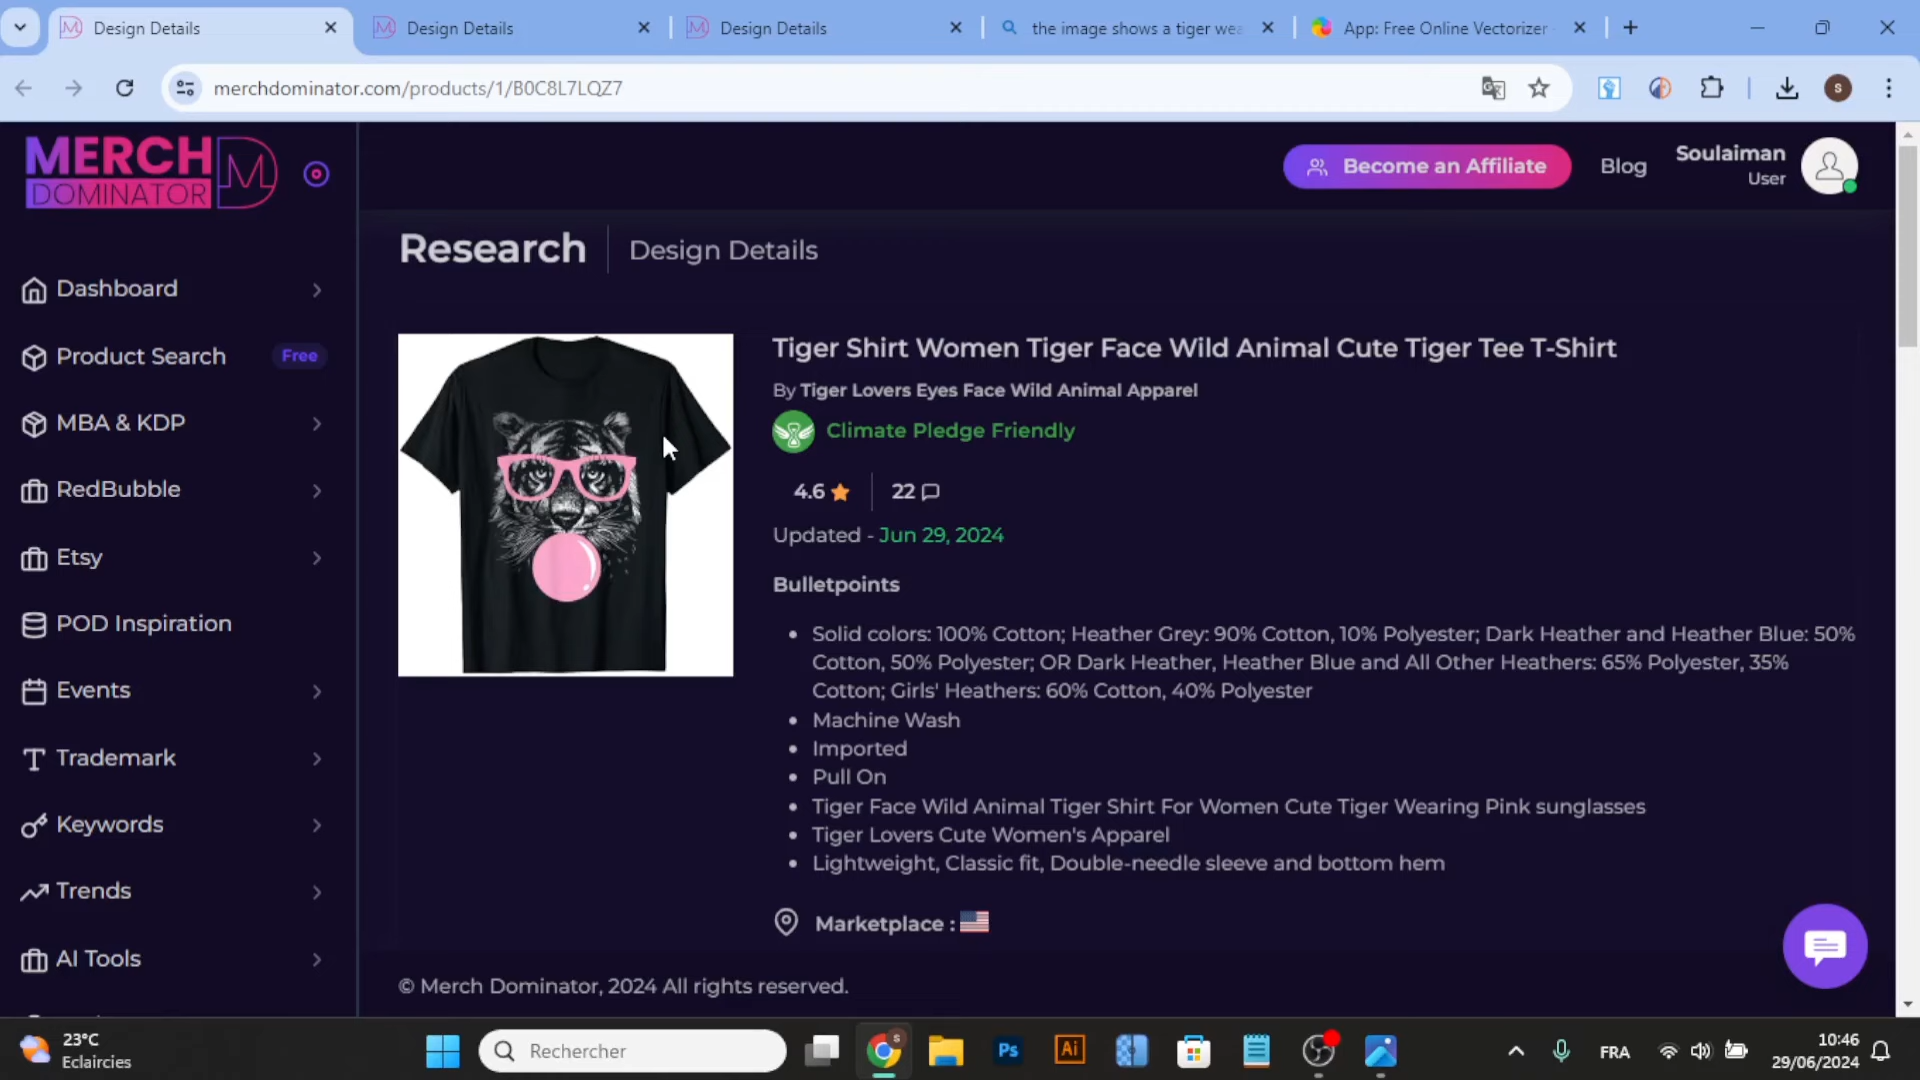 Design Details
Design Details
Design Details
the image shows a tiger wea
App: Free Online Vectorizer
merchdominator.com/products/1/B0C8L7LQZ7
S
MERCH
DOMINATOR
Become an Affiliate
Blog
Soulaiman
User
Research
Design Details
Dashboard
Product Search
Free
MBA & KDP
RedBubble
Etsy
POD Inspiration
Events
Trademark
Keywords
Trends
AI Tools
Tiger Shirt Women Tiger Face Wild Animal Cute Tiger Tee T-Shirt
By Tiger Lovers Eyes Face Wild Animal Apparel
Climate Pledge Friendly
4.6
22
Updated - Jun 29, 2024
Bulletpoints
Solid colors: 100% Cotton; Heather Grey: 90% Cotton, 10% Polyester; Dark Heather and Heather Blue: 50%
Cotton, 50% Polyester; OR Dark Heather, Heather Blue and All Other Heathers: 65% Polyester, 35%
Cotton; Girls' Heathers: 60% Cotton, 40% Polyester
Machine Wash
Imported
Pull On
Tiger Face Wild Animal Tiger Shirt For Women Cute Tiger Wearing Pink sunglasses
Tiger Lovers Cute Women's Apparel
Lightweight, Classic fit, Double-needle sleeve and bottom hem
Marketplace :
© Merch Dominator, 2024 All rights reserved.
23°C
Eclaircies
Rechercher
Ps
Ai
FRA
10:46
29/06/2024